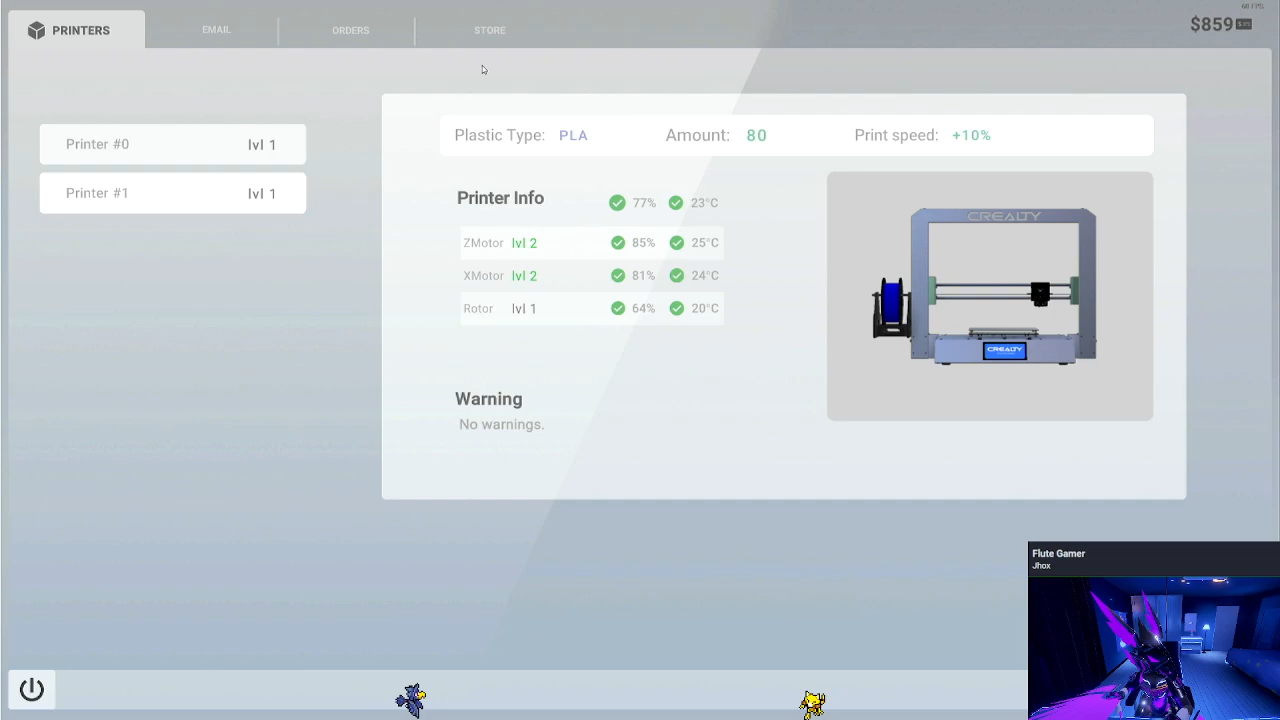 PRINTERS
EMAIL
ORDERS
STORE
$859
Printer #0 lvl 1
Printer #1 lvl 1
Plastic Type: PLA Amount: 80 Print speed: +10%
Printer Info 77% 23°C
ZMotor lvl 2 85% 25°C
XMotor lvl 2 81% 24°C
Rotor lvl 1 64% 20°C
CREALTY
CREALTY
Warning
No warnings.
Flute Gamer
Jhox